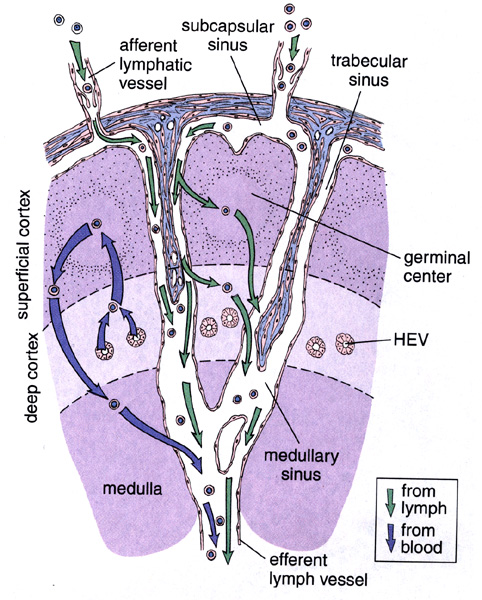 subcapsular
sinus
afferent
lymphatic
vessel
trabecular
sinus
superficial cortex
germinal
center
deep cortex
HEV
medullary
sinus
medulla
from
lymph
from
blood
efferent
lymph vessel